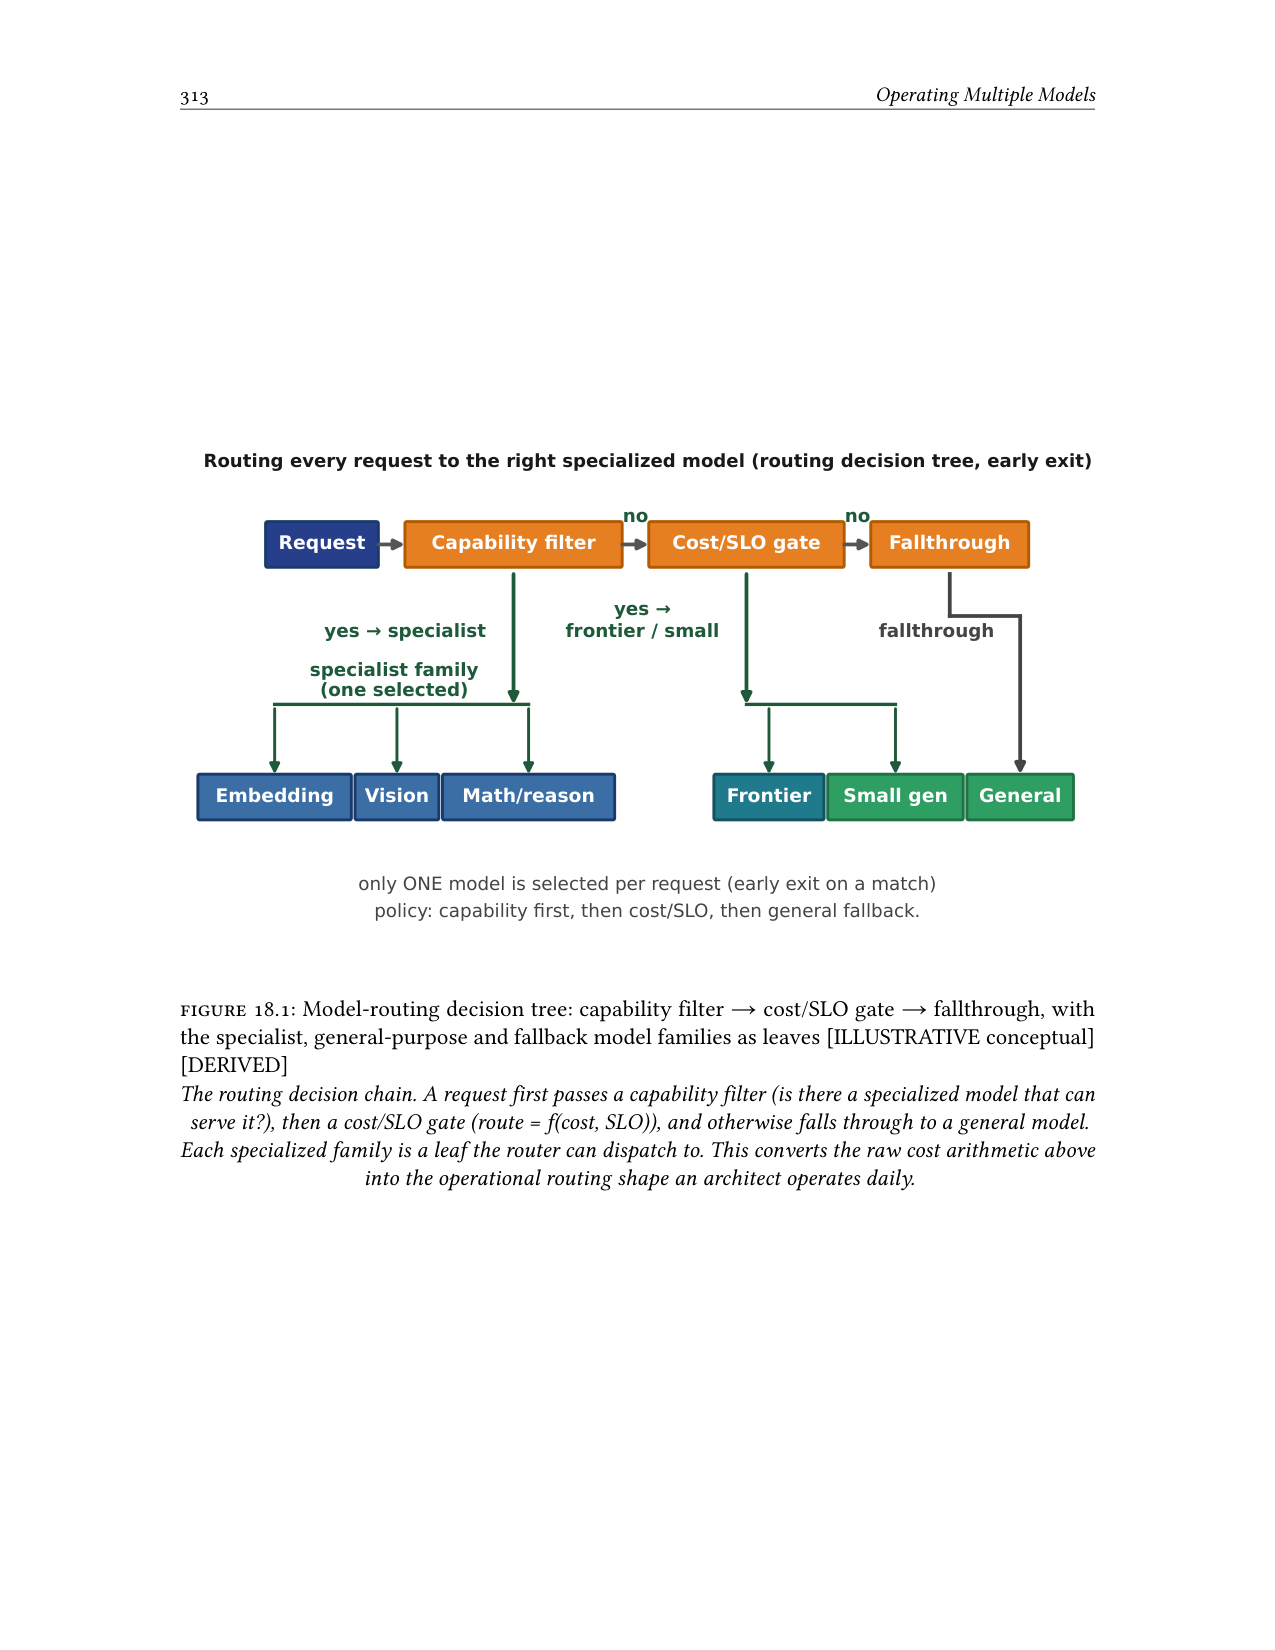 313 Operating Multiple Models
Routing every request to the right specialized model (routing decision tree, early exit)
no no
Request Capability filter Cost/SLO gate Fallthrough
yes →
yes → specialist frontier / small fallthrough
specialist family
(one selected)
Embedding Vision Math/reason Frontier Small gen General
only ONE model is selected per request (early exit on a match)
policy: capability first, then cost/SLO, then general fallback.
FIGURE 18.1: Model-routing decision tree: capability filter → cost/SLO gate → fallthrough, with
the specialist, general-purpose and fallback model families as leaves [ILLUSTRATIVE conceptual]
[DERIVED]
The routing decision chain. A request first passes a capability filter (is there a specialized model that can
serve it?), then a cost/SLO gate (route = f(cost, SLO)), and otherwise falls through to a general model.
Each specialized family is a leaf the router can dispatch to. This converts the raw cost arithmetic above
into the operational routing shape an architect operates daily.